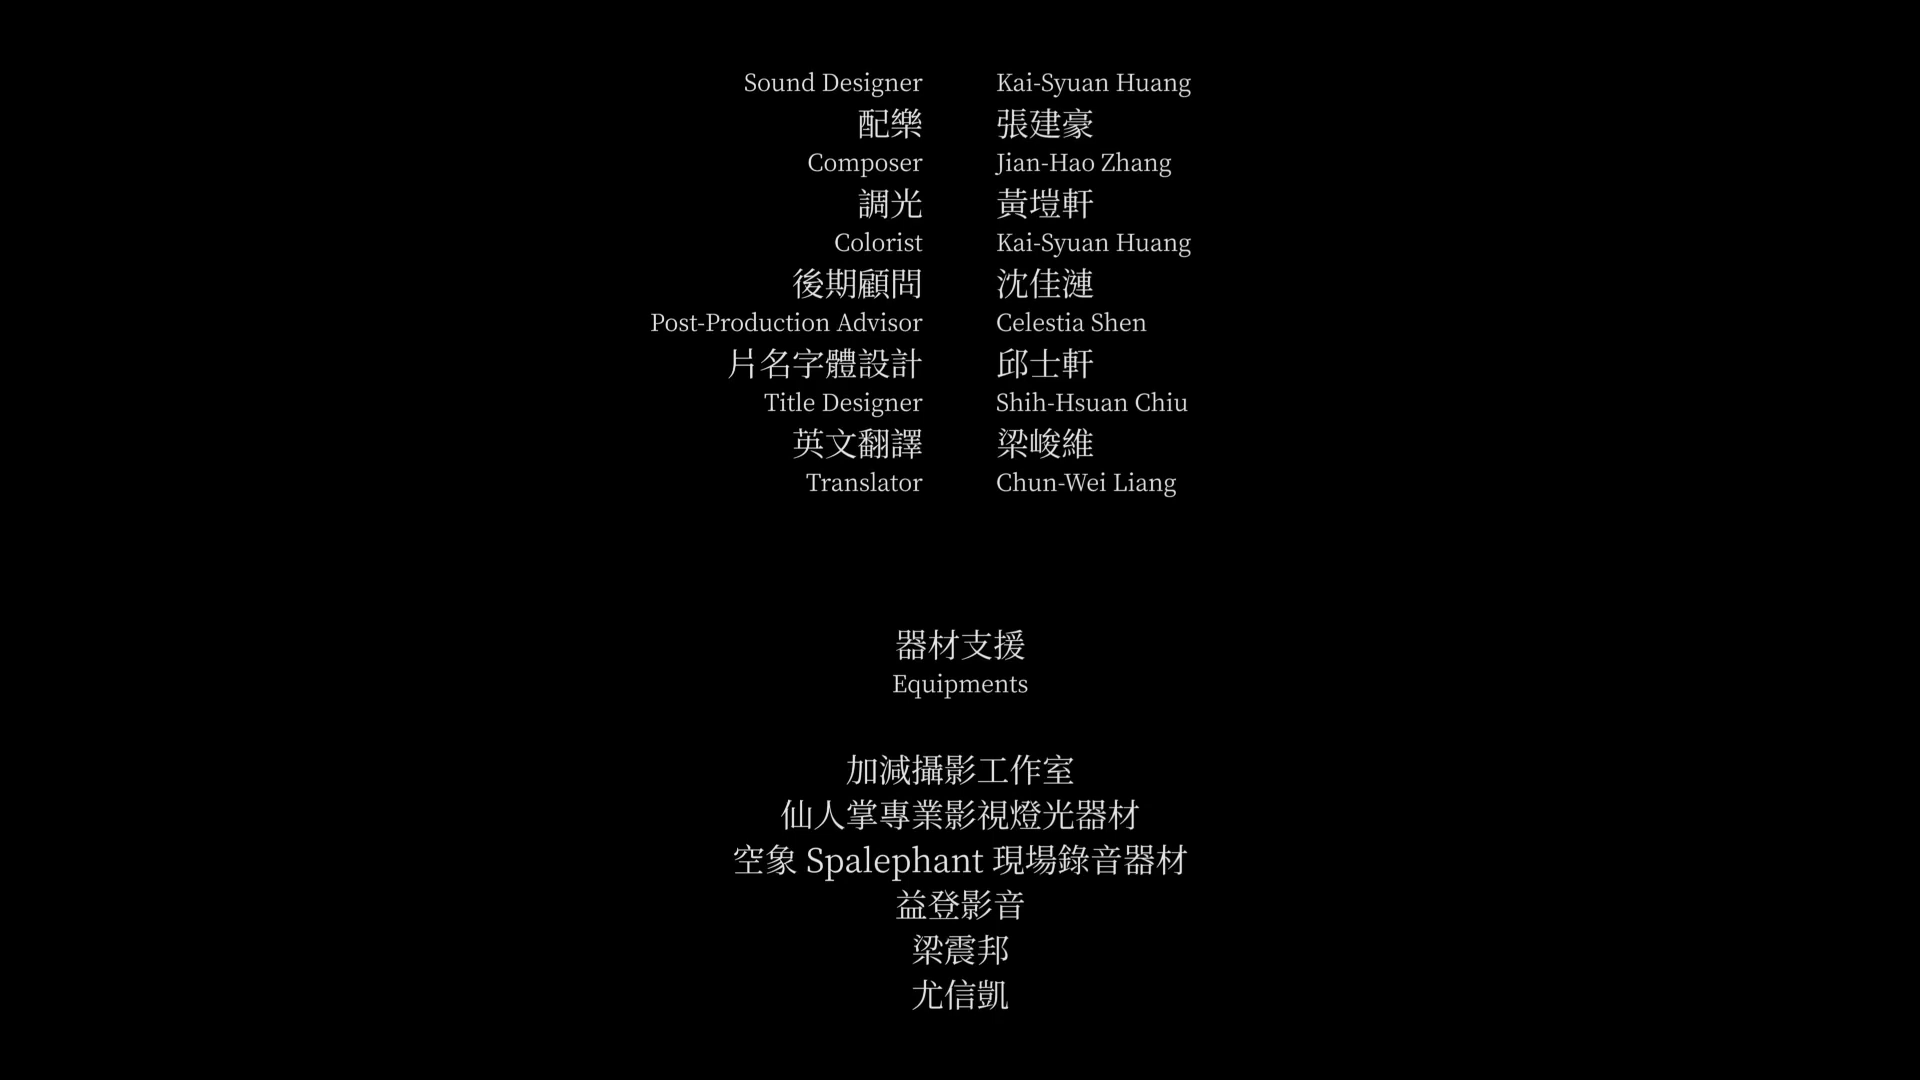 Sound Designer Kai-Syuan Huang
配樂 張建豪
Composer Jian-Hao Zhang
調光 黃塏軒
Colorist Kai-Syuan Huang
後期顧問 沈佳漣
Post-Production Advisor Celestia Shen
片名字體設計 邱士軒
Title Designer Shih-Hsuan Chiu
英文翻譯 梁峻維
Translator Chun-Wei Liang
器材支援
Equipments
加減攝影工作室
仙人掌專業影視燈光器材
空象 Spalephant 現場錄音器材
益登影音
梁震邦
尤信凱